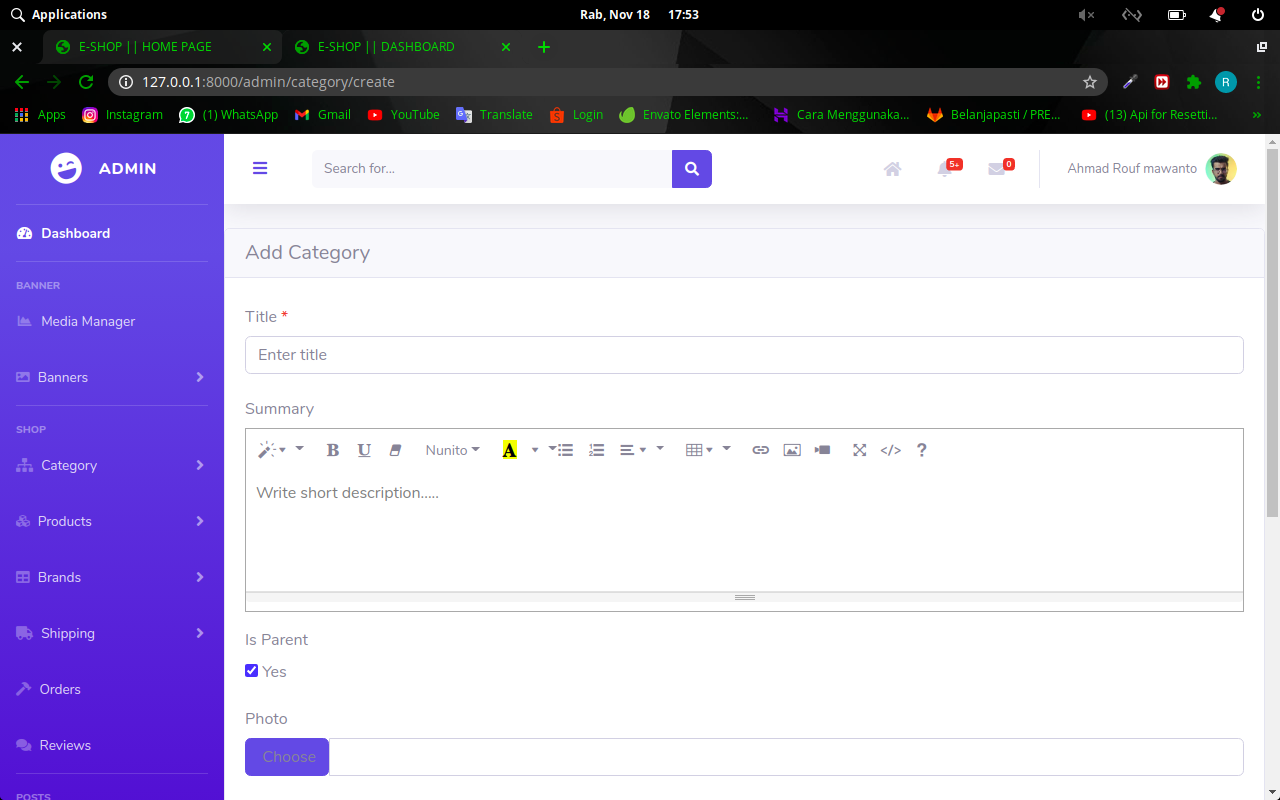 Applications
Rab, Nov 18 17:53
E-SHOP || HOME PAGE
E-SHOP || DASHBOARD
127.0.0.1:8000/admin/category/create
R
Apps
Instagram
(1) WhatsApp
Gmail
YouTube
Translate
Login
Envato Elements:...
Cara Menggunaka...
Belanjapasti / PRE...
(13) Api for Resetti...
ADMIN
Search for...
5+
0
Ahmad Rouf mawanto
Dashboard
BANNER
Media Manager
Banners
SHOP
Category
Products
Brands
Shipping
Orders
Reviews
POSTS
Add Category
Title *
Enter title
Summary
B U Nunito A </> ?
Write short description.....
Is Parent
Yes
Photo
Choose